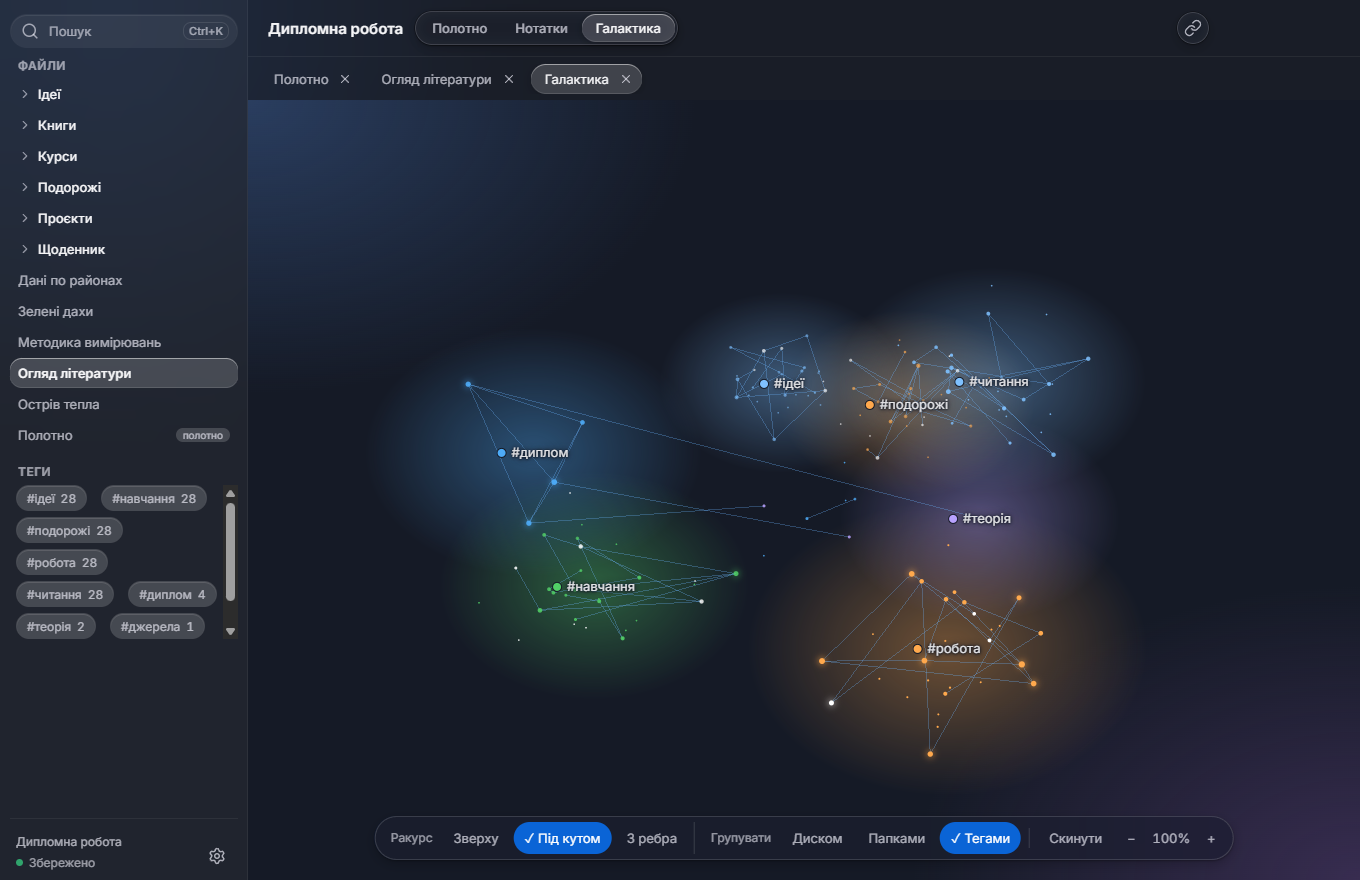 Пошук Ctrl+K
ФАЙЛИ
Ідеї
Книги
Курси
Подорожі
Проєкти
Щоденник
Дані по районах
Зелені дахи
Методика вимірювань
Огляд літератури
Острів тепла
Полотно полотно
ТЕГИ
#ідеї 28 #навчання 28
#подорожі 28
#робота 28
#читання 28 #диплом 4
#теорія 2 #джерела 1
Дипломна робота
Збережено
Дипломна робота Полотно Нотатки Галактика
Полотно × Огляд літератури × Галактика ×
#ідеї
#читання
#подорожі
#диплом
#теорія
#навчання
#робота
Ракурс Зверху ✓ Під кутом З ребра Групувати Диском Папками ✓ Тегами Скинути − 100% +